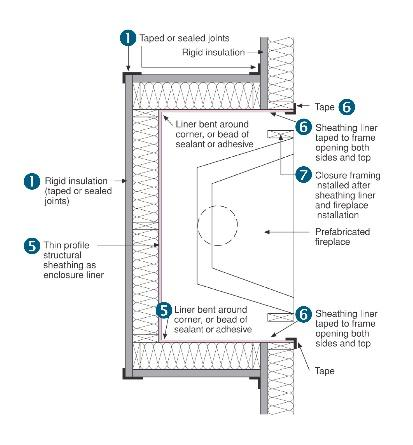 1 Taped or sealed joints
Rigid insulation
Tape 6
Liner bent around
corner, or bead of
sealant or adhesive
6 Sheathing liner
taped to frame
opening both
sides and top
7 Closure framing
installed after
sheathing liner
and fireplace
installation
1 Rigid insulation
(taped or sealed
joints)
Prefabricated
fireplace
5 Thin profile
structural
sheathing as
enclosure liner
5 Liner bent around
corner, or bead of
sealant or adhesive
6 Sheathing liner
taped to frame
opening both
sides and top
Tape